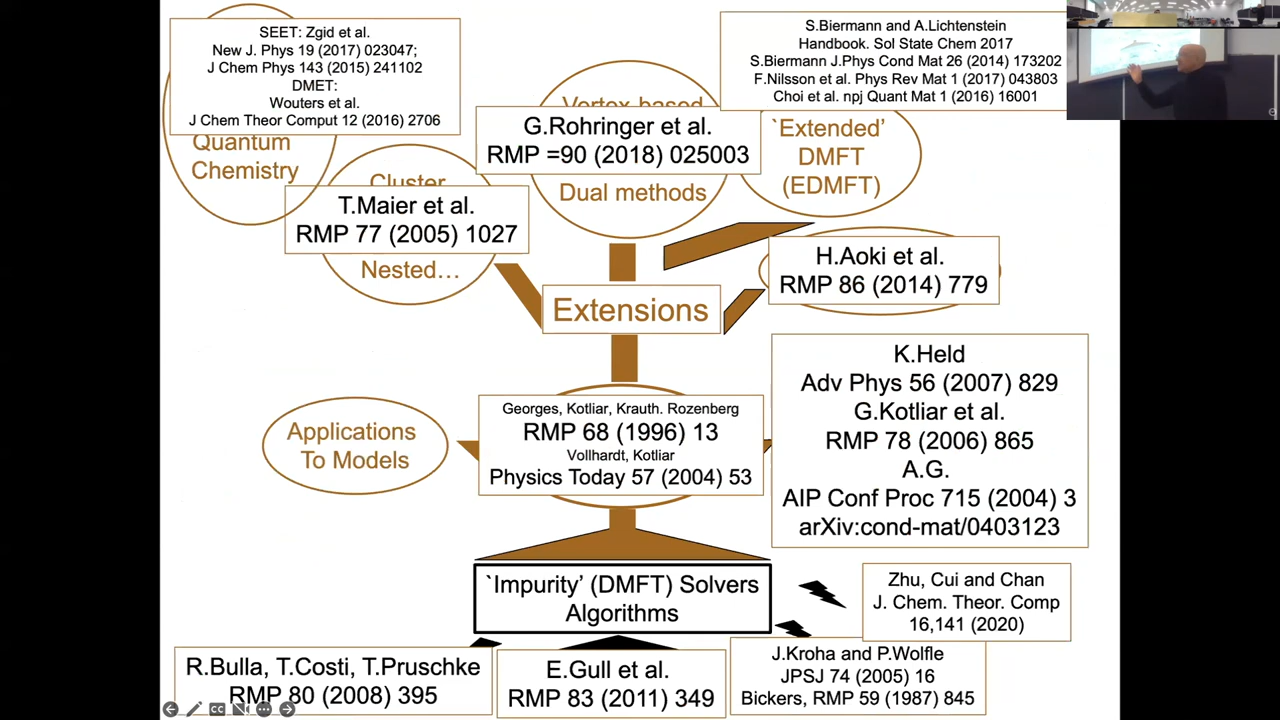 SEET: Zgid et al.
New J. Phys 19 (2017) 023047;
J Chem Phys 143 (2015) 241102
DMET:
Wouters et al.
J Chem Theor Comput 12 (2016) 2706
Quantum
Chemistry
S.Biermann and A.Lichtenstein
Handbook. Sol State Chem 2017
S.Biermann J.Phys Cond Mat 26 (2014) 173202
F.Nilsson et al. Phys Rev Mat 1 (2017) 043803
Choi et al. npj Quant Mat 1 (2016) 16001
Vertex-based
G.Rohringer et al.
RMP =90 (2018) 025003
Dual methods
`Extended’
DMFT
(EDMFT)
Cluster
T.Maier et al.
RMP 77 (2005) 1027
Nested…
H.Aoki et al.
RMP 86 (2014) 779
Extensions
K.Held
Adv Phys 56 (2007) 829
G.Kotliar et al.
RMP 78 (2006) 865
A.G.
AIP Conf Proc 715 (2004) 3
arXiv:cond-mat/0403123
Applications
To Models
Georges, Kotliar, Krauth. Rozenberg
RMP 68 (1996) 13
Vollhardt, Kotliar
Physics Today 57 (2004) 53
`Impurity’ (DMFT) Solvers
Algorithms
Zhu, Cui and Chan
J. Chem. Theor. Comp
16,141 (2020)
R.Bulla, T.Costi, T.Pruschke
RMP 80 (2008) 395
E.Gull et al.
RMP 83 (2011) 349
J.Kroha and P.Wolfle
JPSJ 74 (2005) 16
Bickers, RMP 59 (1987) 845